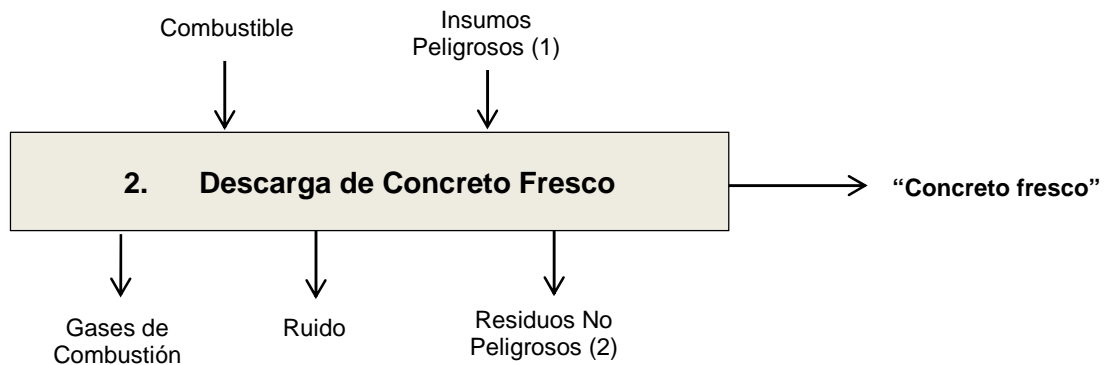 Combustible
Insumos
Peligrosos (1)
2. Descarga de Concreto Fresco
“Concreto fresco”
Gases de
Combustión
Ruido
Residuos No
Peligrosos (2)